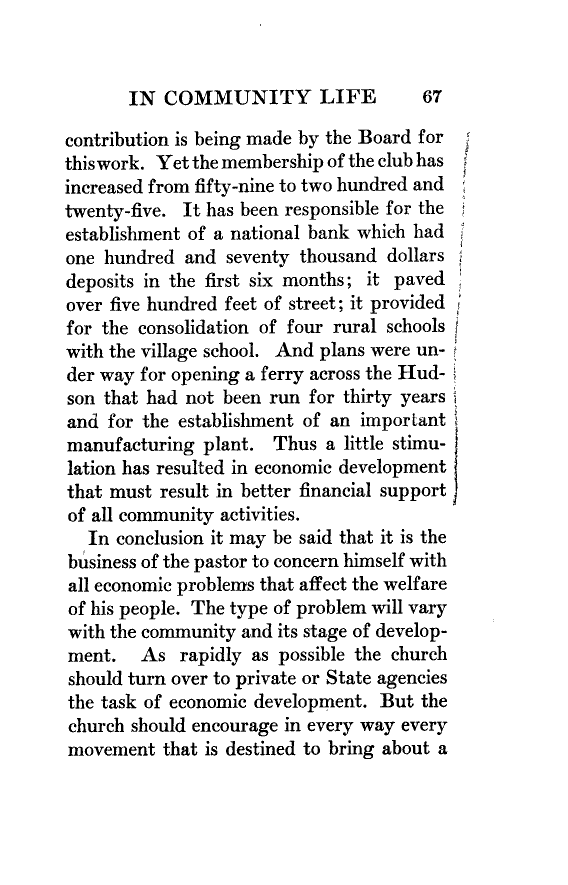 IN COMMUNITY LIFE 67
contribution is being made by the Board for
this work. Yet the membership of the club has
increased from fifty-nine to two hundred and
twenty-five. It has been responsible for the
establishment of a national bank which had
one hundred and seventy thousand dollars
deposits in the first six months; it paved
over five hundred feet of street; it provided
for the consolidation of four rural schools
with the village school. And plans were un-
der way for opening a ferry across the Hud-
son that had not been run for thirty years
and for the establishment of an important
manufacturing plant. Thus a little stimu-
lation has resulted in economic development
that must result in better financial support
of all community activities.
In conclusion it may be said that it is the
business of the pastor to concern himself with
all economic problems that affect the welfare
of his people. The type of problem will vary
with the community and its stage of develop-
ment. As rapidly as possible the church
should turn over to private or State agencies
the task of economic development. But the
church should encourage in every way every
movement that is destined to bring about a